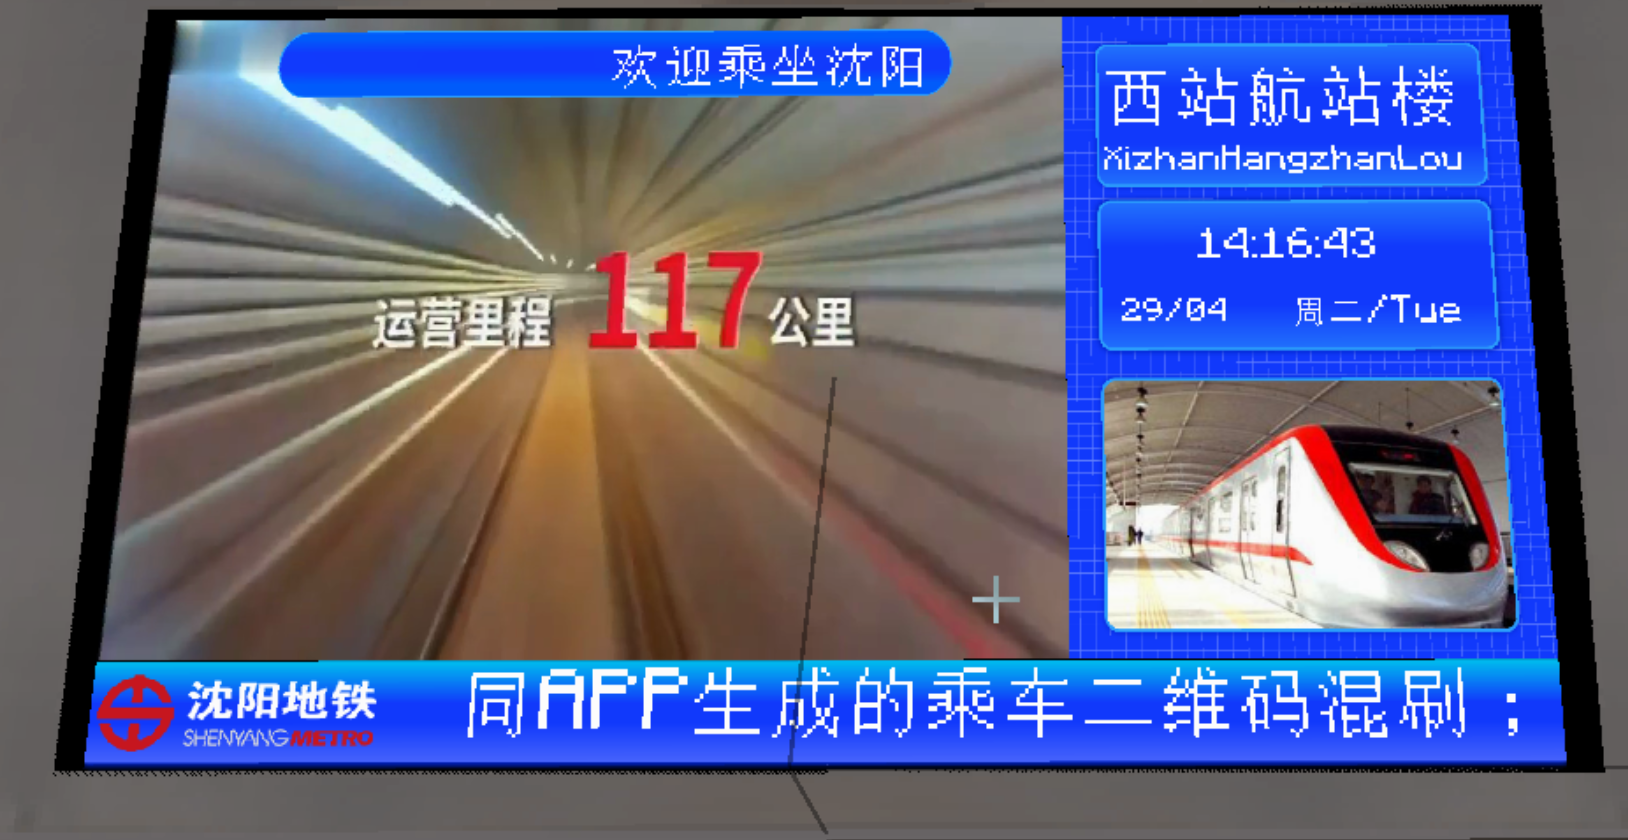 欢迎乘坐沈阳
西站航站楼
XizhanHangzhanLou
14:16:43
29/04 周二/Tue
运营里程 117 公里
沈阳地铁
SHENYANG METRO
同APP生成的乘车二维码混刷；